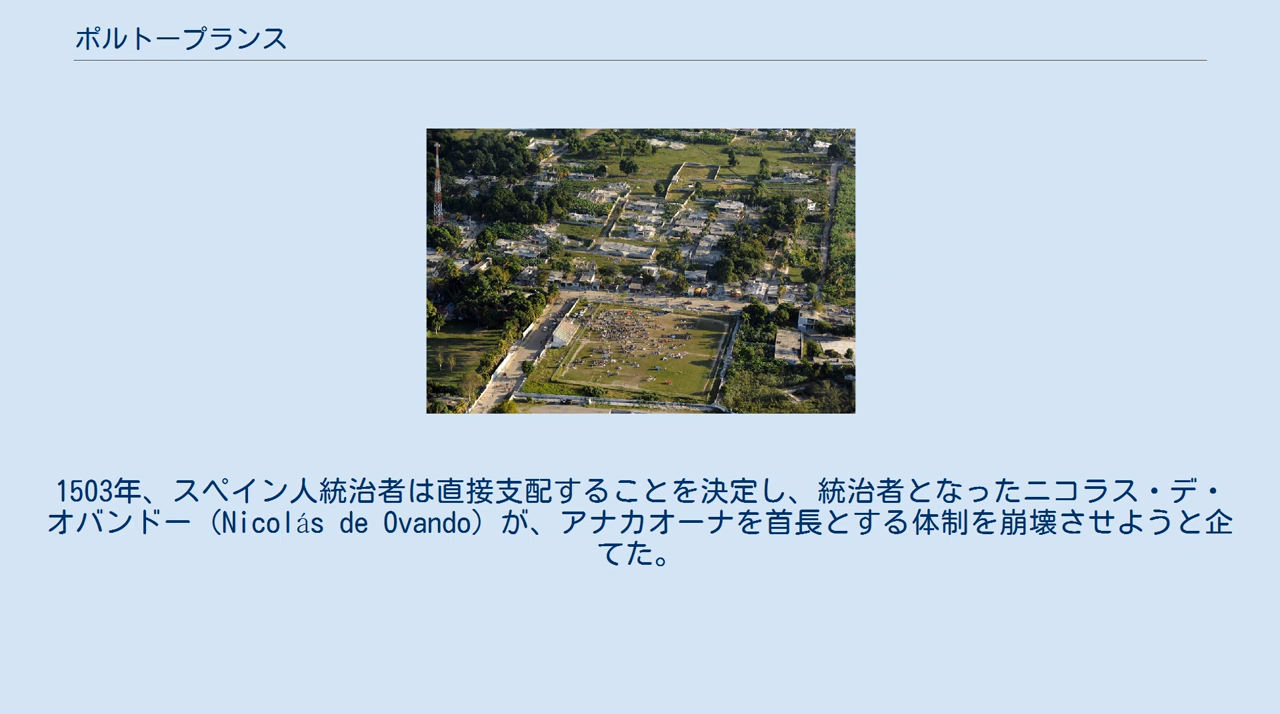 ポルトープランス
1503年、スペイン人統治者は直接支配することを決定し、統治者となったニコラス・デ・
オバンドー（Nicolás de Ovando）が、アナカオーナを首長とする体制を崩壊させようと企
てた。